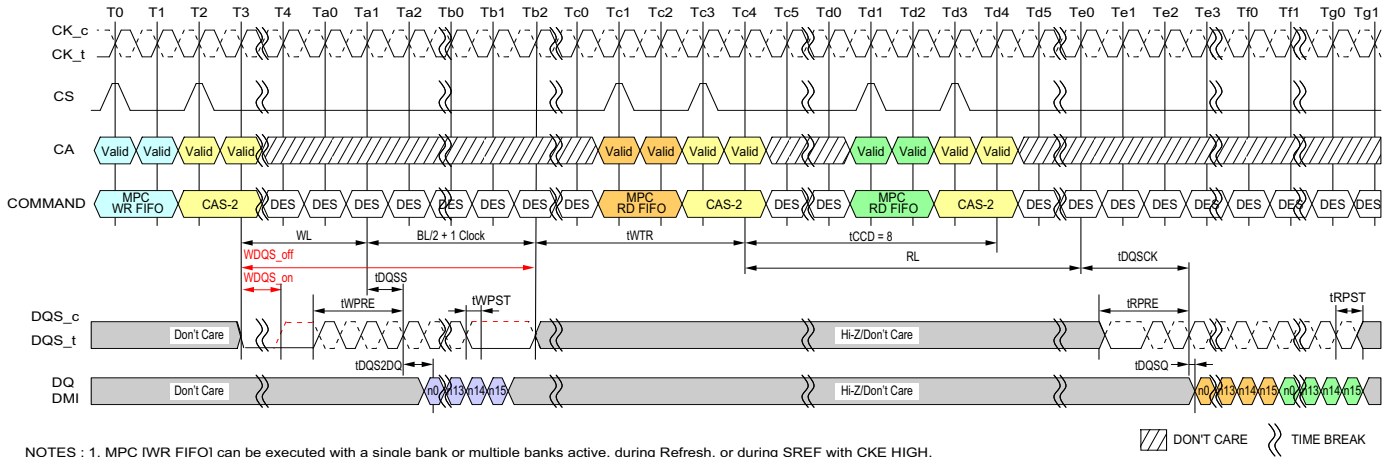 T0 T1 T2 T3 T4 Ta0 Ta1 Ta2 Tb0 Tb1 Tb2 Tc0 Tc1 Tc2 Tc3 Tc4 Tc5 Td0 Td1 Td2 Td3 Td4 Td5 Te0 Te1 Te2 Te3 Tf0 Tf1 Tg0 Tg1
CK_c
CK_t
CS
CA Valid Valid Valid Valid Valid Valid Valid Valid Valid Valid Valid Valid
COMMAND MPC WR FIFO CAS-2 DES DES DES DES DES DES DES DES MPC RD FIFO CAS-2 DES DES MPC RD FIFO CAS-2 DES DES DES DES DES DES DES DES DES
WL BL/2 + 1 Clock tWTR tCCD = 8
WDQS_off RL tDQSCK
WDQS_on tDQSS
tWPRE tWPST tRPRE tRPST
DQS_c
DQS_t Don't Care Hi-Z/Don't Care
tDQS2DQ tDQSQ
DQ
DMI Don't Care n0 n13 n14 n15 Hi-Z/Don't Care n0 n13 n14 n15 n0 n13 n14 n15
DON'T CARE TIME BREAK
NOTES : 1. MPC [WR FIFO] can be executed with a single bank or multiple banks active, during Refresh, or during SREF with CKE HIGH.